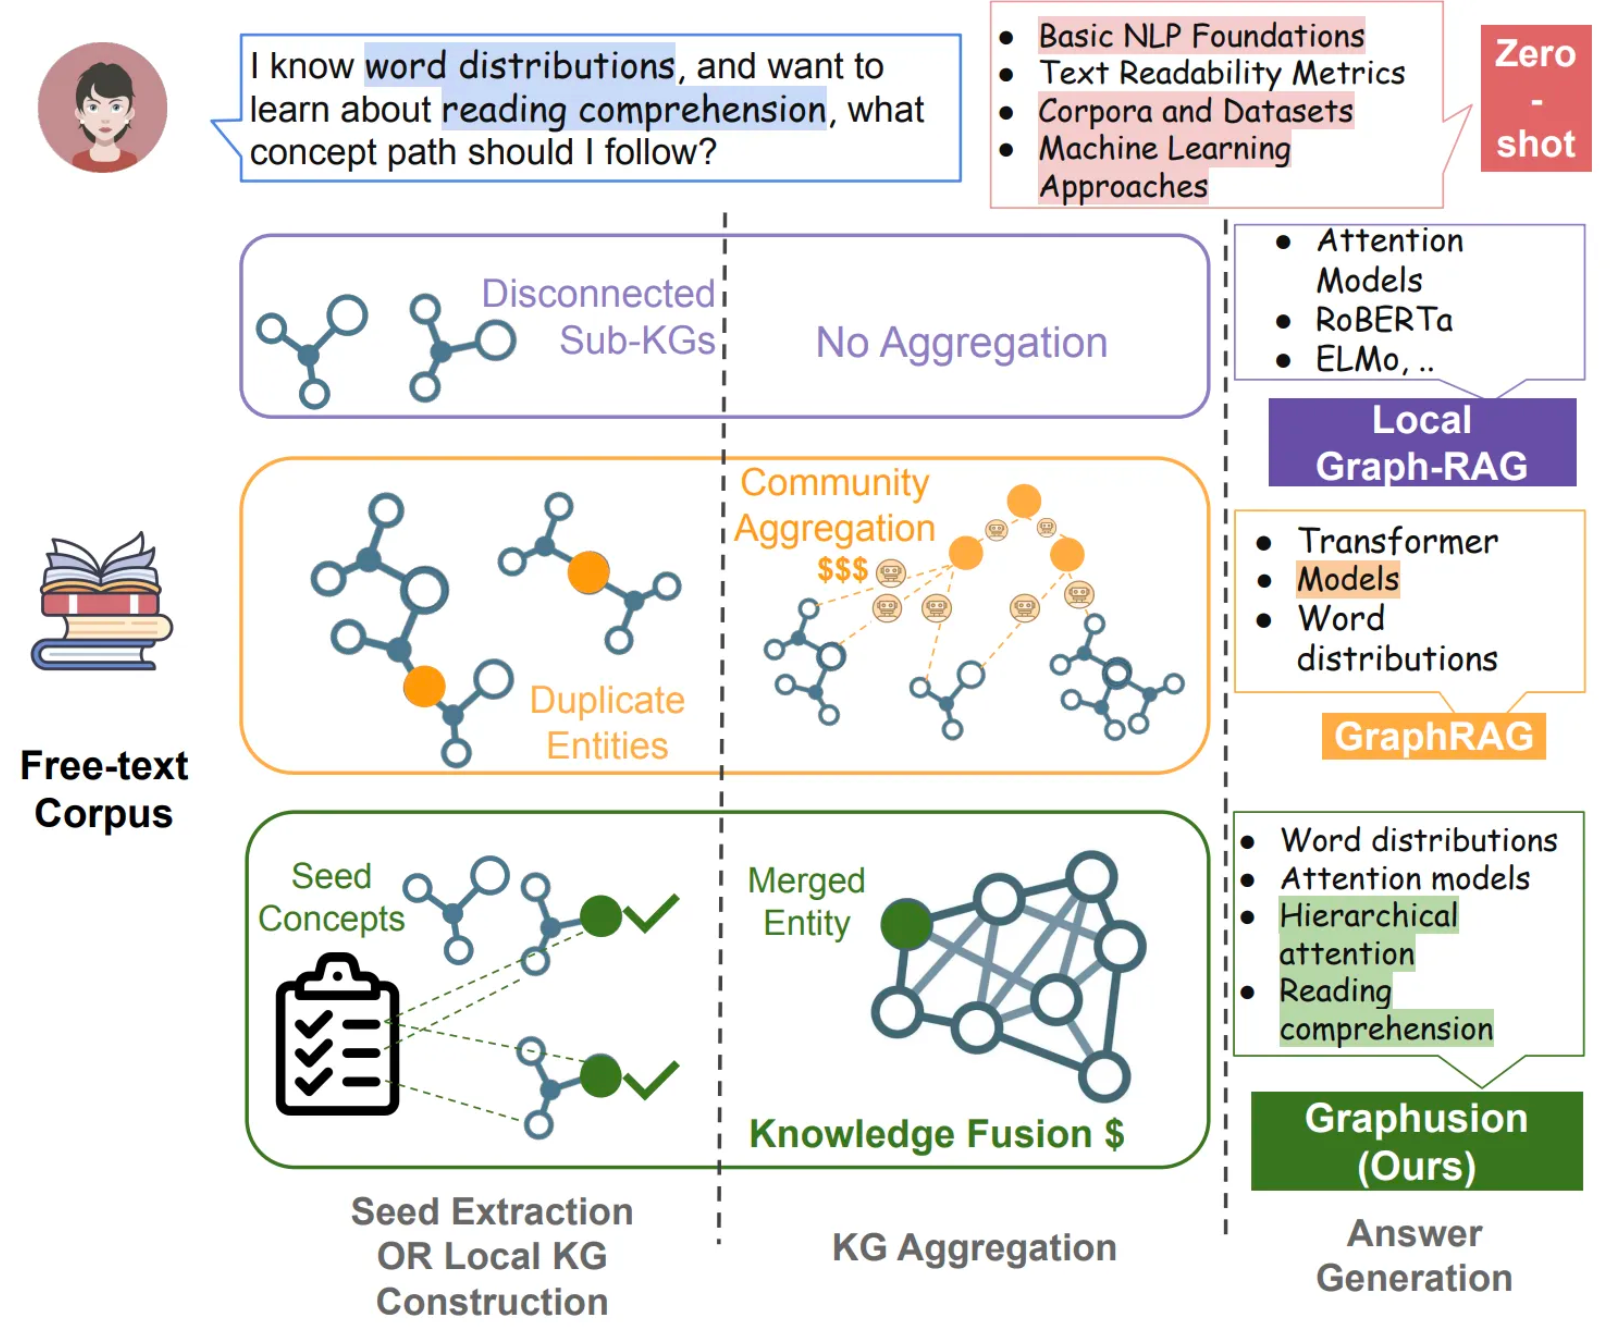 I know word distributions, and want to
learn about reading comprehension, what
concept path should I follow?
● Basic NLP Foundations
● Text Readability Metrics
● Corpora and Datasets
● Machine Learning
Approaches
Zero
-
shot
Disconnected
Sub-KGs
No Aggregation
● Attention
Models
● RoBERTa
● ELMo, ..
Local
Graph-RAG
Duplicate
Entities
Community
Aggregation
$$$
● Transformer
● Models
● Word
distributions
GraphRAG
Free-text
Corpus
Seed
Concepts
Merged
Entity
Knowledge Fusion $
● Word distributions
● Attention models
● Hierarchical
attention
● Reading
comprehension
Graphusion
(Ours)
Seed Extraction
OR Local KG
Construction
KG Aggregation
Answer
Generation